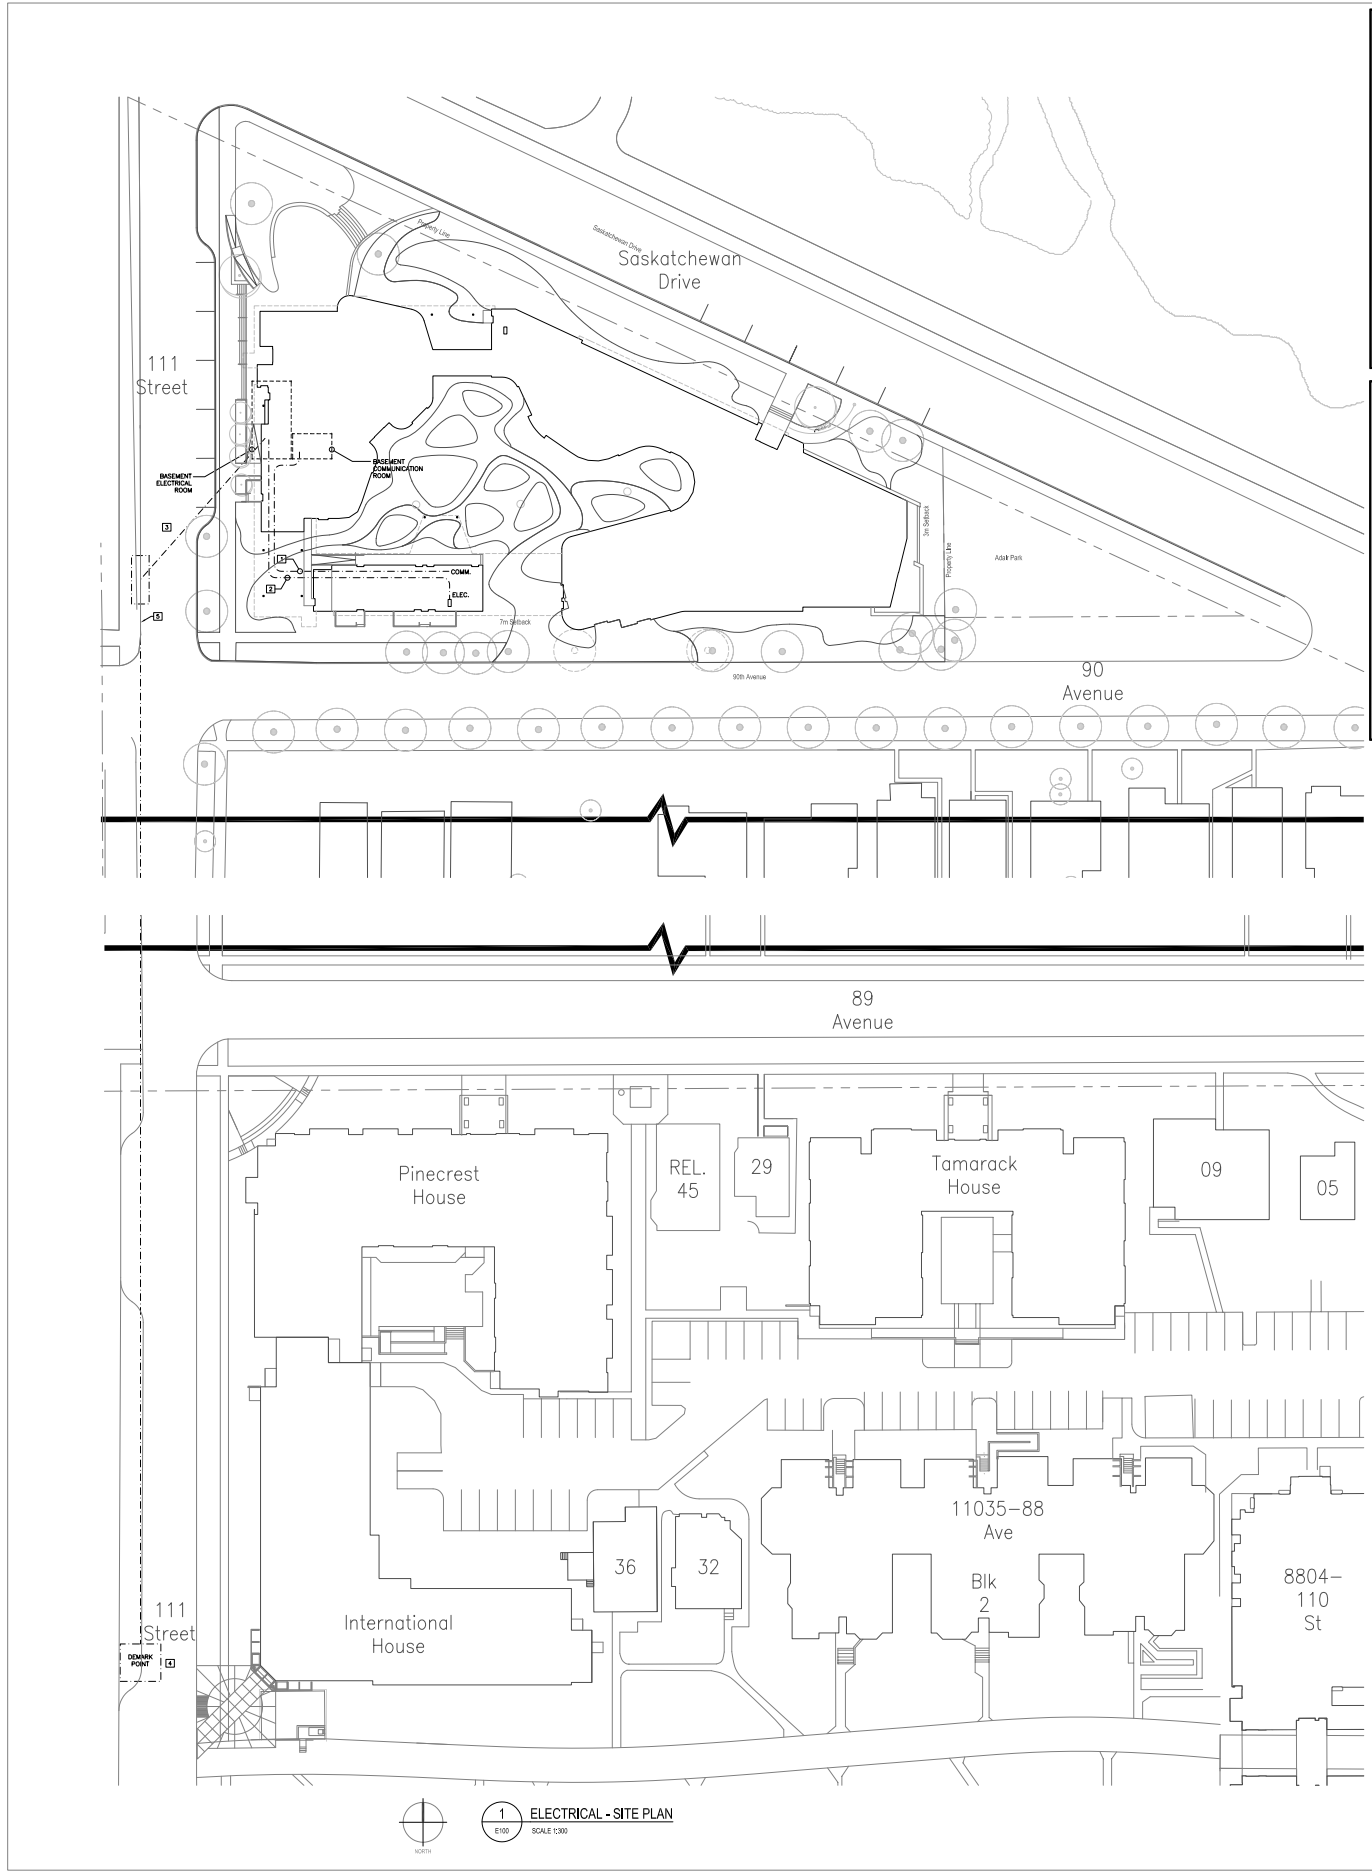 Property Line
Saskatchewan Drive
Saskatchewan
Drive
111
Street
BASEMENT
ELECTRICAL
ROOM
BASEMENT
COMMUNICATION
ROOM
3
3m Setback
Property Line
Adair Park
COMM.
2
ELEC.
5
7m Setback
90th Avenue
90
Avenue
89
Avenue
Pinecrest
House
REL.
45
29
Tamarack
House
09
05
11035-88
Ave
36
32
Blk
2
8804-
110
St
111
Street
International
House
DEMARK
POINT
4
1
E100
ELECTRICAL - SITE PLAN
SCALE 1:300
NORTH